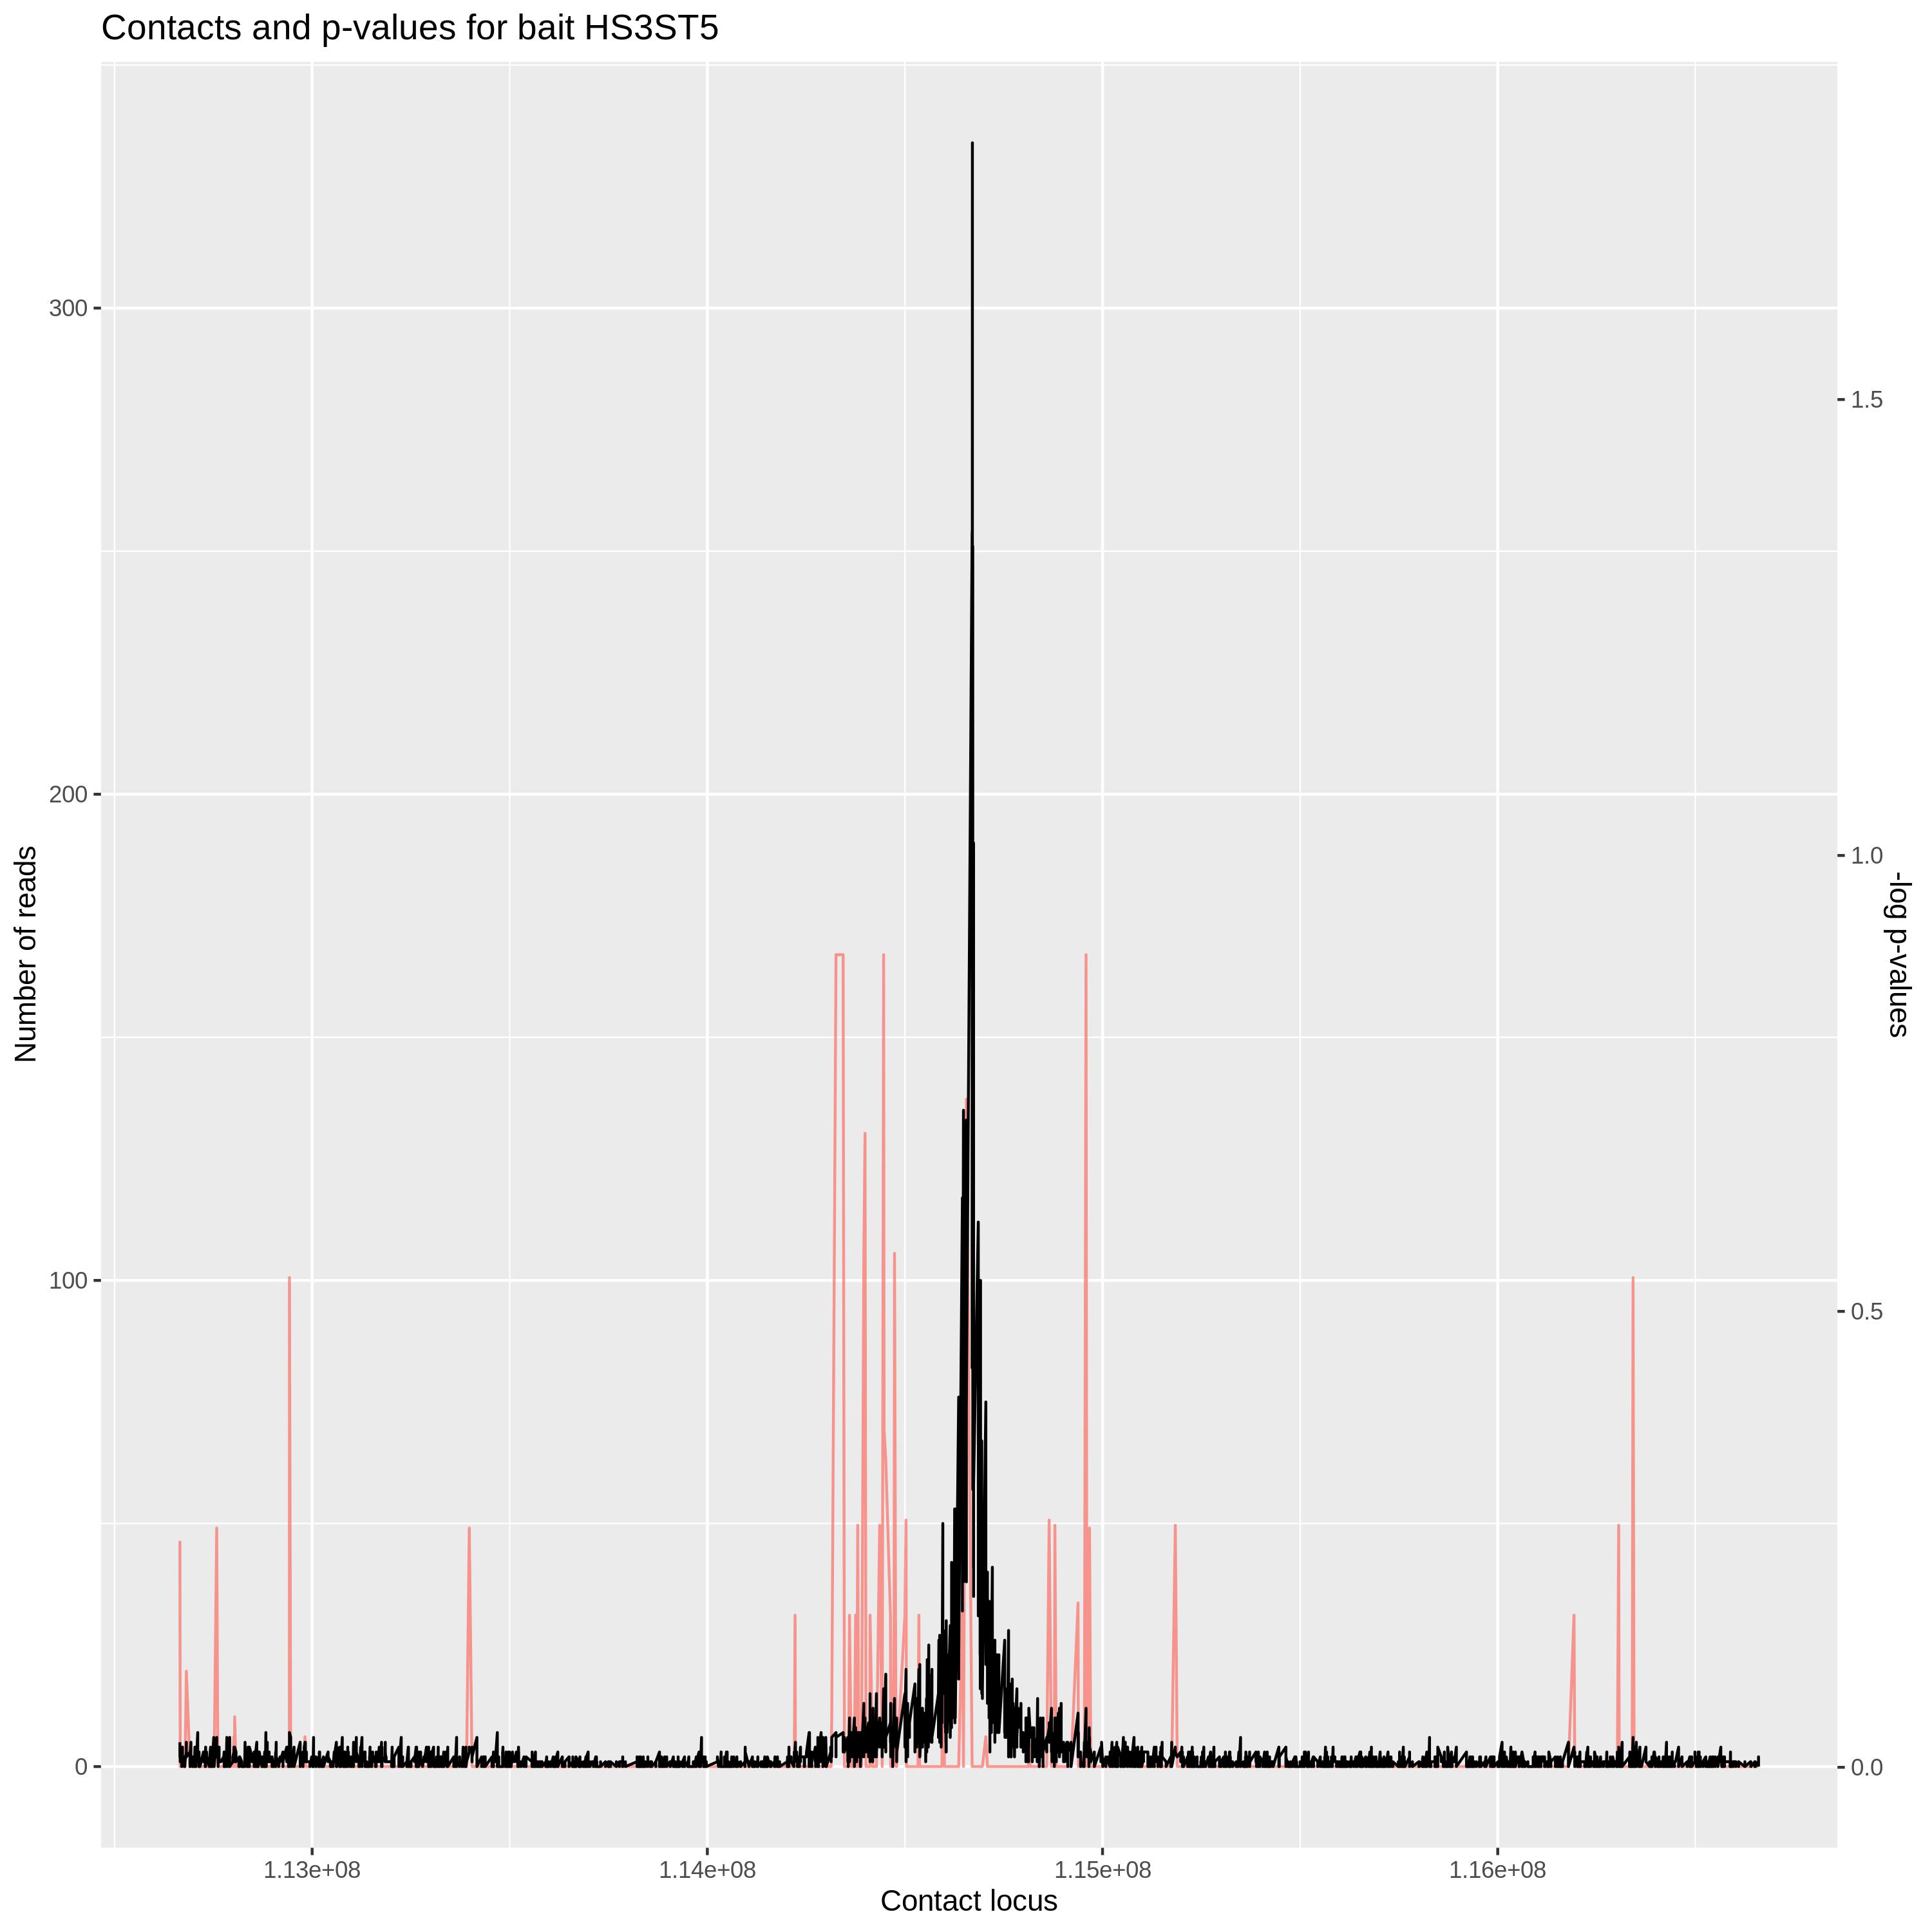 Contacts and p-values for bait HS3ST5
300
200
100
0
Number of reads
1.5
1.0
0.5
0.0
-log p-values
1.13e+08
1.14e+08
1.15e+08
1.16e+08
Contact locus